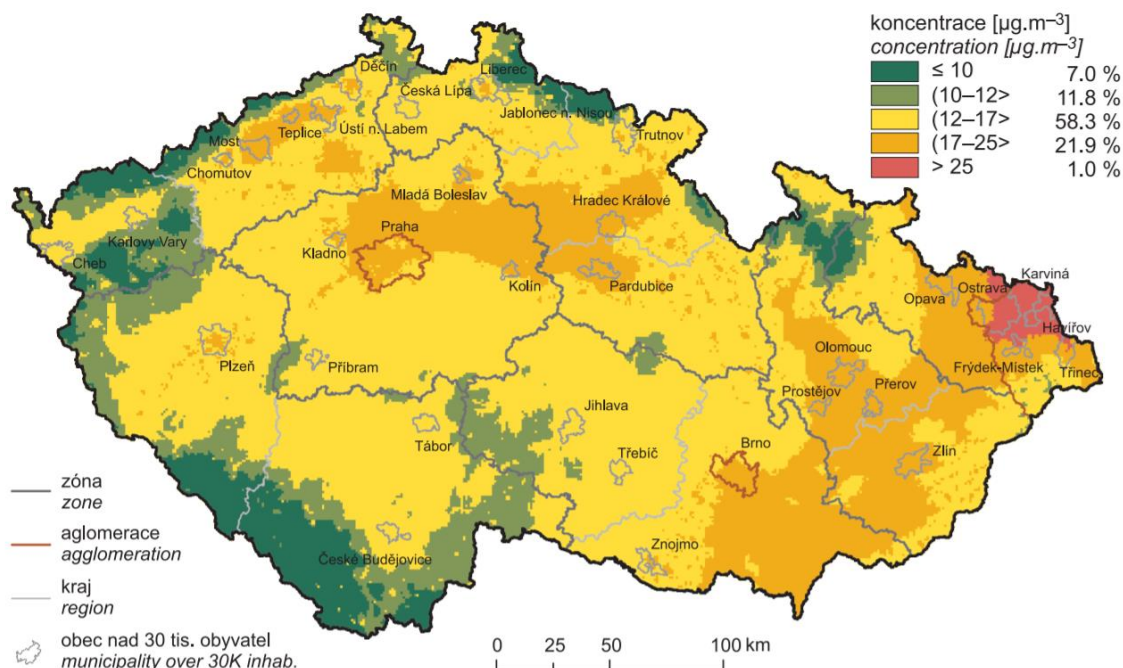 koncentrace [µg.m–3]
concentration [µg.m–3]
≤ 10 7.0 %
(10–12> 11.8 %
(12–17> 58.3 %
(17–25> 21.9 %
> 25 1.0 %
Děčín
Liberec
Česká Lípa
Jablonec n. Nisou
Ústí n. Labem
Teplice
Trutnov
Most
Chomutov
Mladá Boleslav
Hradec Králové
Karlovy Vary
Praha
Kladno
Cheb
Kolín
Pardubice
Karviná
Ostrava
Opava
Havířov
Olomouc
Frýdek-Místek
Třinec
Plzeň
Příbram
Prostějov
Přerov
Jihlava
Tábor
Třebíč
Brno
Zlín
Znojmo
České Budějovice
zóna
zone
aglomerace
agglomeration
kraj
region
obec nad 30 tis. obyvatel
municipality over 30K inhab.
0 25 50 100 km